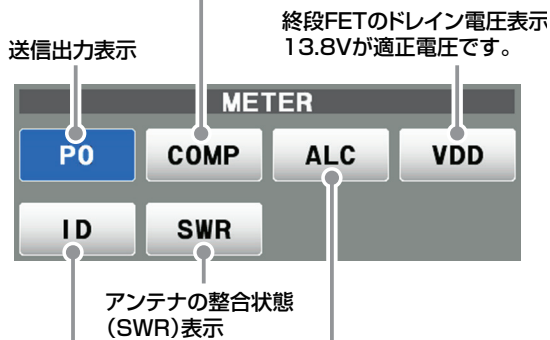 終段FETのドレイン電圧表示
13.8Vが適正電圧です。
送信出力表示
METER
PO COMP ALC VDD
ID SWR
アンテナの整合状態
(SWR)表示